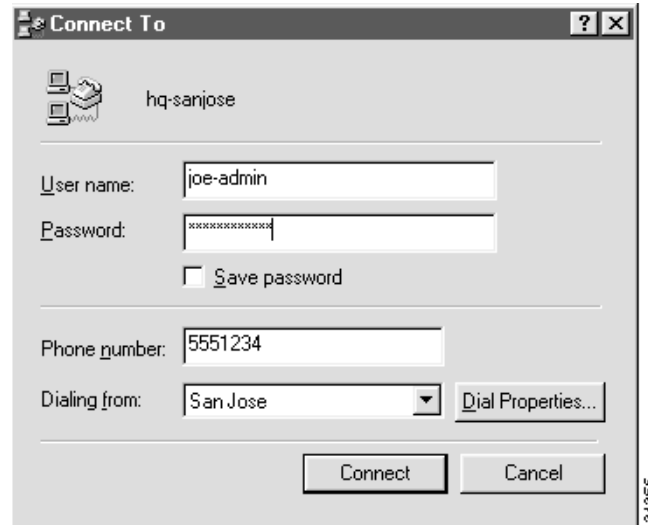 Connect To
hq-sanjose
User name: joe-admin
Password: xxxxxxxxxxxx
Save password
Phone number: 5551234
Dialing from: San Jose Dial Properties...
Connect Cancel